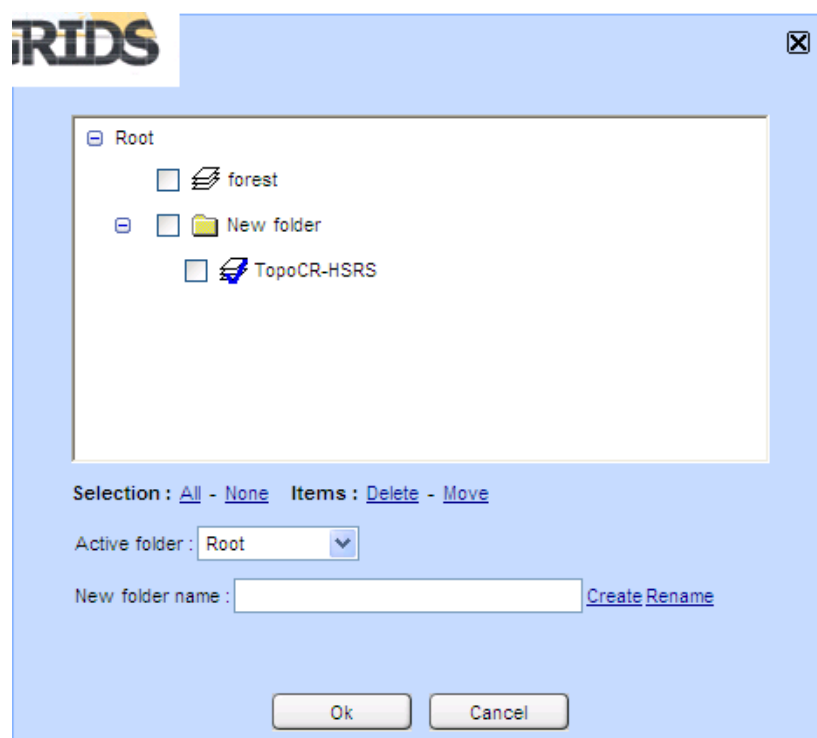 GRIDS
Root
forest
New folder
TopoCR-HSRS
Selection : All - None Items : Delete - Move
Active folder : Root
New folder name : Create Rename
Ok Cancel